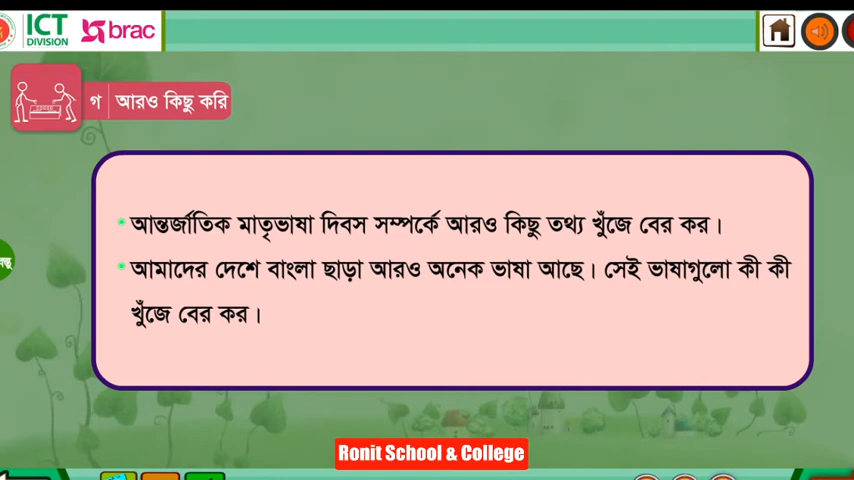 ICT
DIVISION
brac
গ আরও কিছু করি
আন্তর্জাতিক মাতৃভাষা দিবস সম্পর্কে আরও কিছু তথ্য খুঁজে বের কর।
আমাদের দেশে বাংলা ছাড়া আরও অনেক ভাষা আছে। সেই ভাষাগুলো কী কী
খুঁজে বের কর।
Ronit School & College